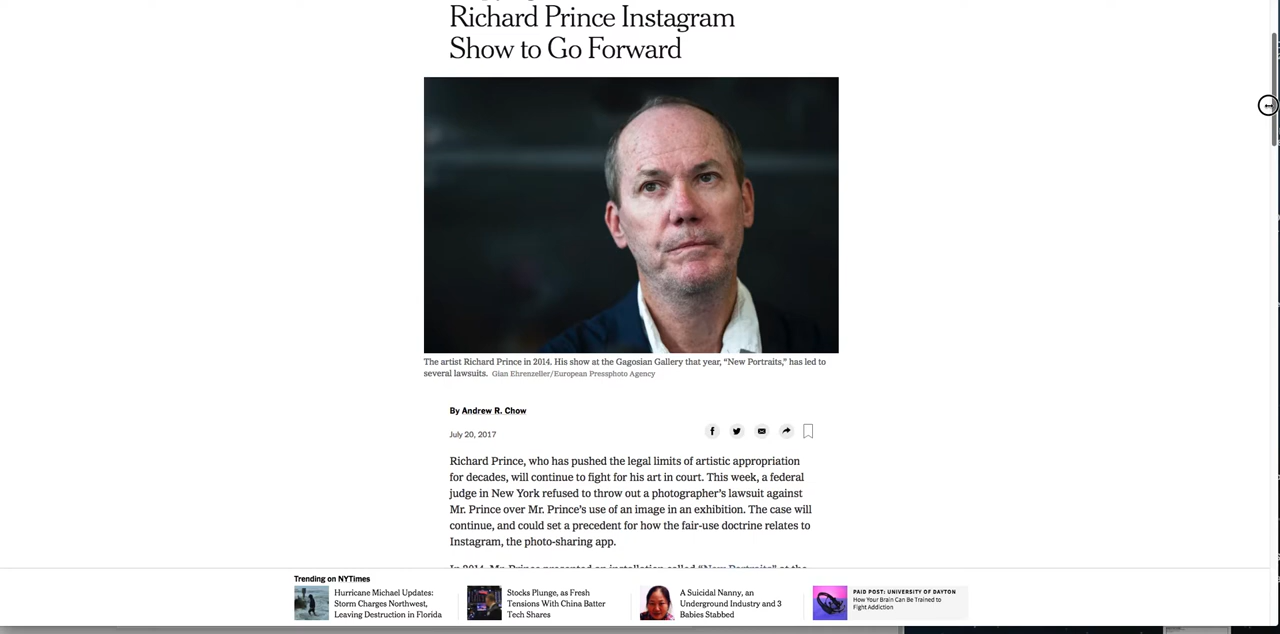 Richard Prince Instagram
Show to Go Forward
The artist Richard Prince in 2014. His show at the Gagosian Gallery that year, “New Portraits,” has led to
several lawsuits. Gian Ehrenzeller/European Pressphoto Agency
By Andrew R. Chow
July 20, 2017
Richard Prince, who has pushed the legal limits of artistic appropriation
for decades, will continue to fight for his art in court. This week, a federal
judge in New York refused to throw out a photographer’s lawsuit against
Mr. Prince over Mr. Prince’s use of an image in an exhibition. The case will
continue, and could set a precedent for how the fair-use doctrine relates to
Instagram, the photo-sharing app.
In 2014, Mr. Prince presented an installation called “New Portraits” at the
Trending on NYTimes
Hurricane Michael Updates:
Storm Charges Northwest,
Leaving Destruction in Florida
Stocks Plunge, as Fresh
Tensions With China Batter
Tech Shares
A Suicidal Nanny, an
Underground Industry and 3
Babies Stabbed
PAID POST: UNIVERSITY OF DAYTON
How Your Brain Can Be Trained to
Fight Addiction